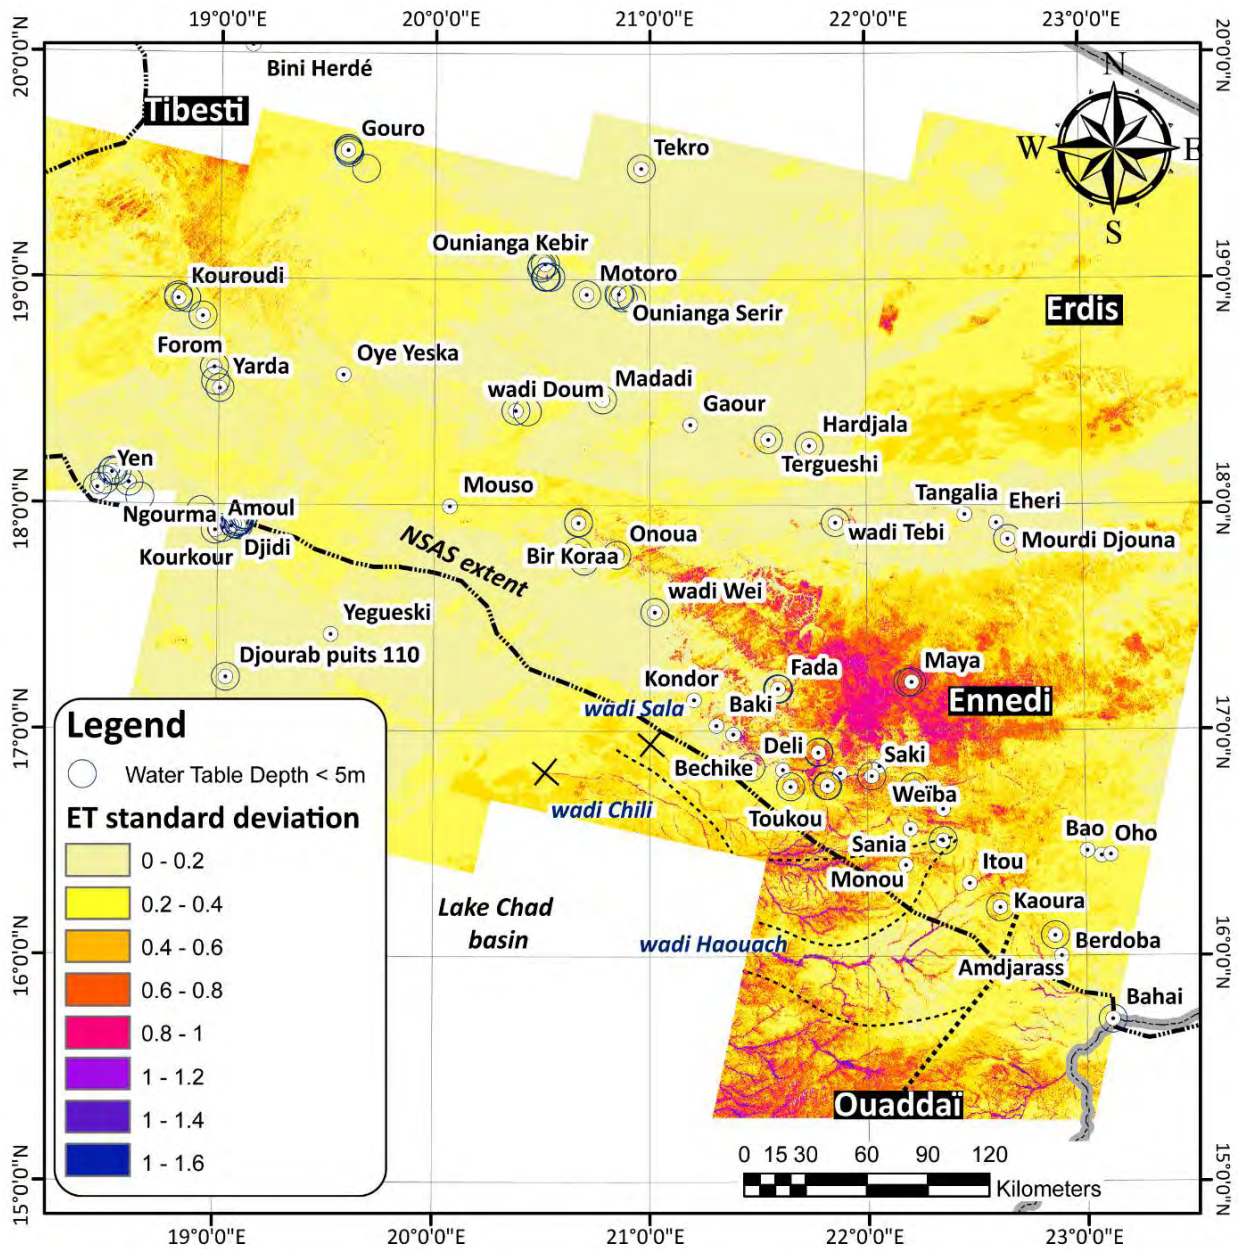 19°0'0"E 20°0'0"E 21°0'0"E 22°0'0"E 23°0'0"E
20°0'0"N
20°0'0"N
N
Bini Herdé
Tibesti
Gouro
Tekro
W
E
S
Ounianga Kebir
19°0'0"N
19°0'0"N
Kouroudi
Motoro
Ounianga Serir
Erdis
Forom
Yarda
Oye Yeska
wadi Doum
Madadi
Gaour
Hardjala
Tergueshi
Yen
Mouso
Tangalia
Eheri
18°0'0"N
18°0'0"N
Ngourma
Amoul
Onoua
wadi Tebi
Mourdi Djouna
Kourkour
Djidi
NSAS extent
Bir Koraa
wadi Wei
Yegueski
Djourab puits 110
Kondor
Fada
Maya
Ennedi
wadi Sala
Baki
17°0'0"N
17°0'0"N
Deli
Saki
Bechike
Weïba
wadi Chili
Toukou
Bao
Oho
Sania
Itou
Monou
Kaoura
Lake Chad
basin
wadi Haouach
Berdoba
16°0'0"N
16°0'0"N
Amdjarass
Bahai
Ouaddaï
Legend
Water Table Depth < 5m
ET standard deviation
0 - 0.2
0.2 - 0.4
0.4 - 0.6
0.6 - 0.8
0.8 - 1
1 - 1.2
1 - 1.4
1 - 1.6
0 15 30 60 90 120
Kilometers
15°0'0"N
15°0'0"N
19°0'0"E 20°0'0"E 21°0'0"E 22°0'0"E 23°0'0"E